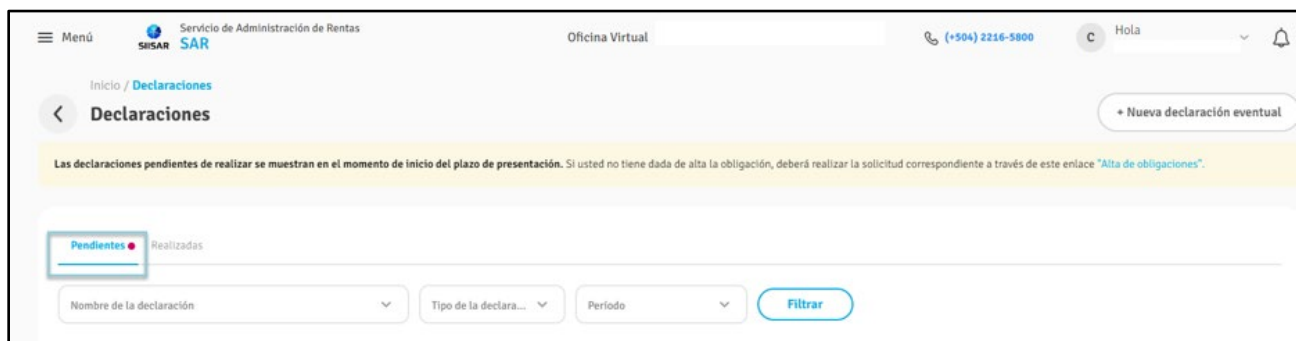 Menú
SIISAR
Servicio de Administración de Rentas
SAR
Oficina Virtual
(+504) 2216-5800
C
Hola
Inicio / Declaraciones
Declaraciones
+ Nueva declaración eventual
Las declaraciones pendientes de realizar se muestran en el momento de inicio del plazo de presentación. Si usted no tiene dada de alta la obligación, deberá realizar la solicitud correspondiente a través de este enlace "Alta de obligaciones".
Pendientes Realizadas
Nombre de la declaración
Tipo de la declara...
Período
Filtrar